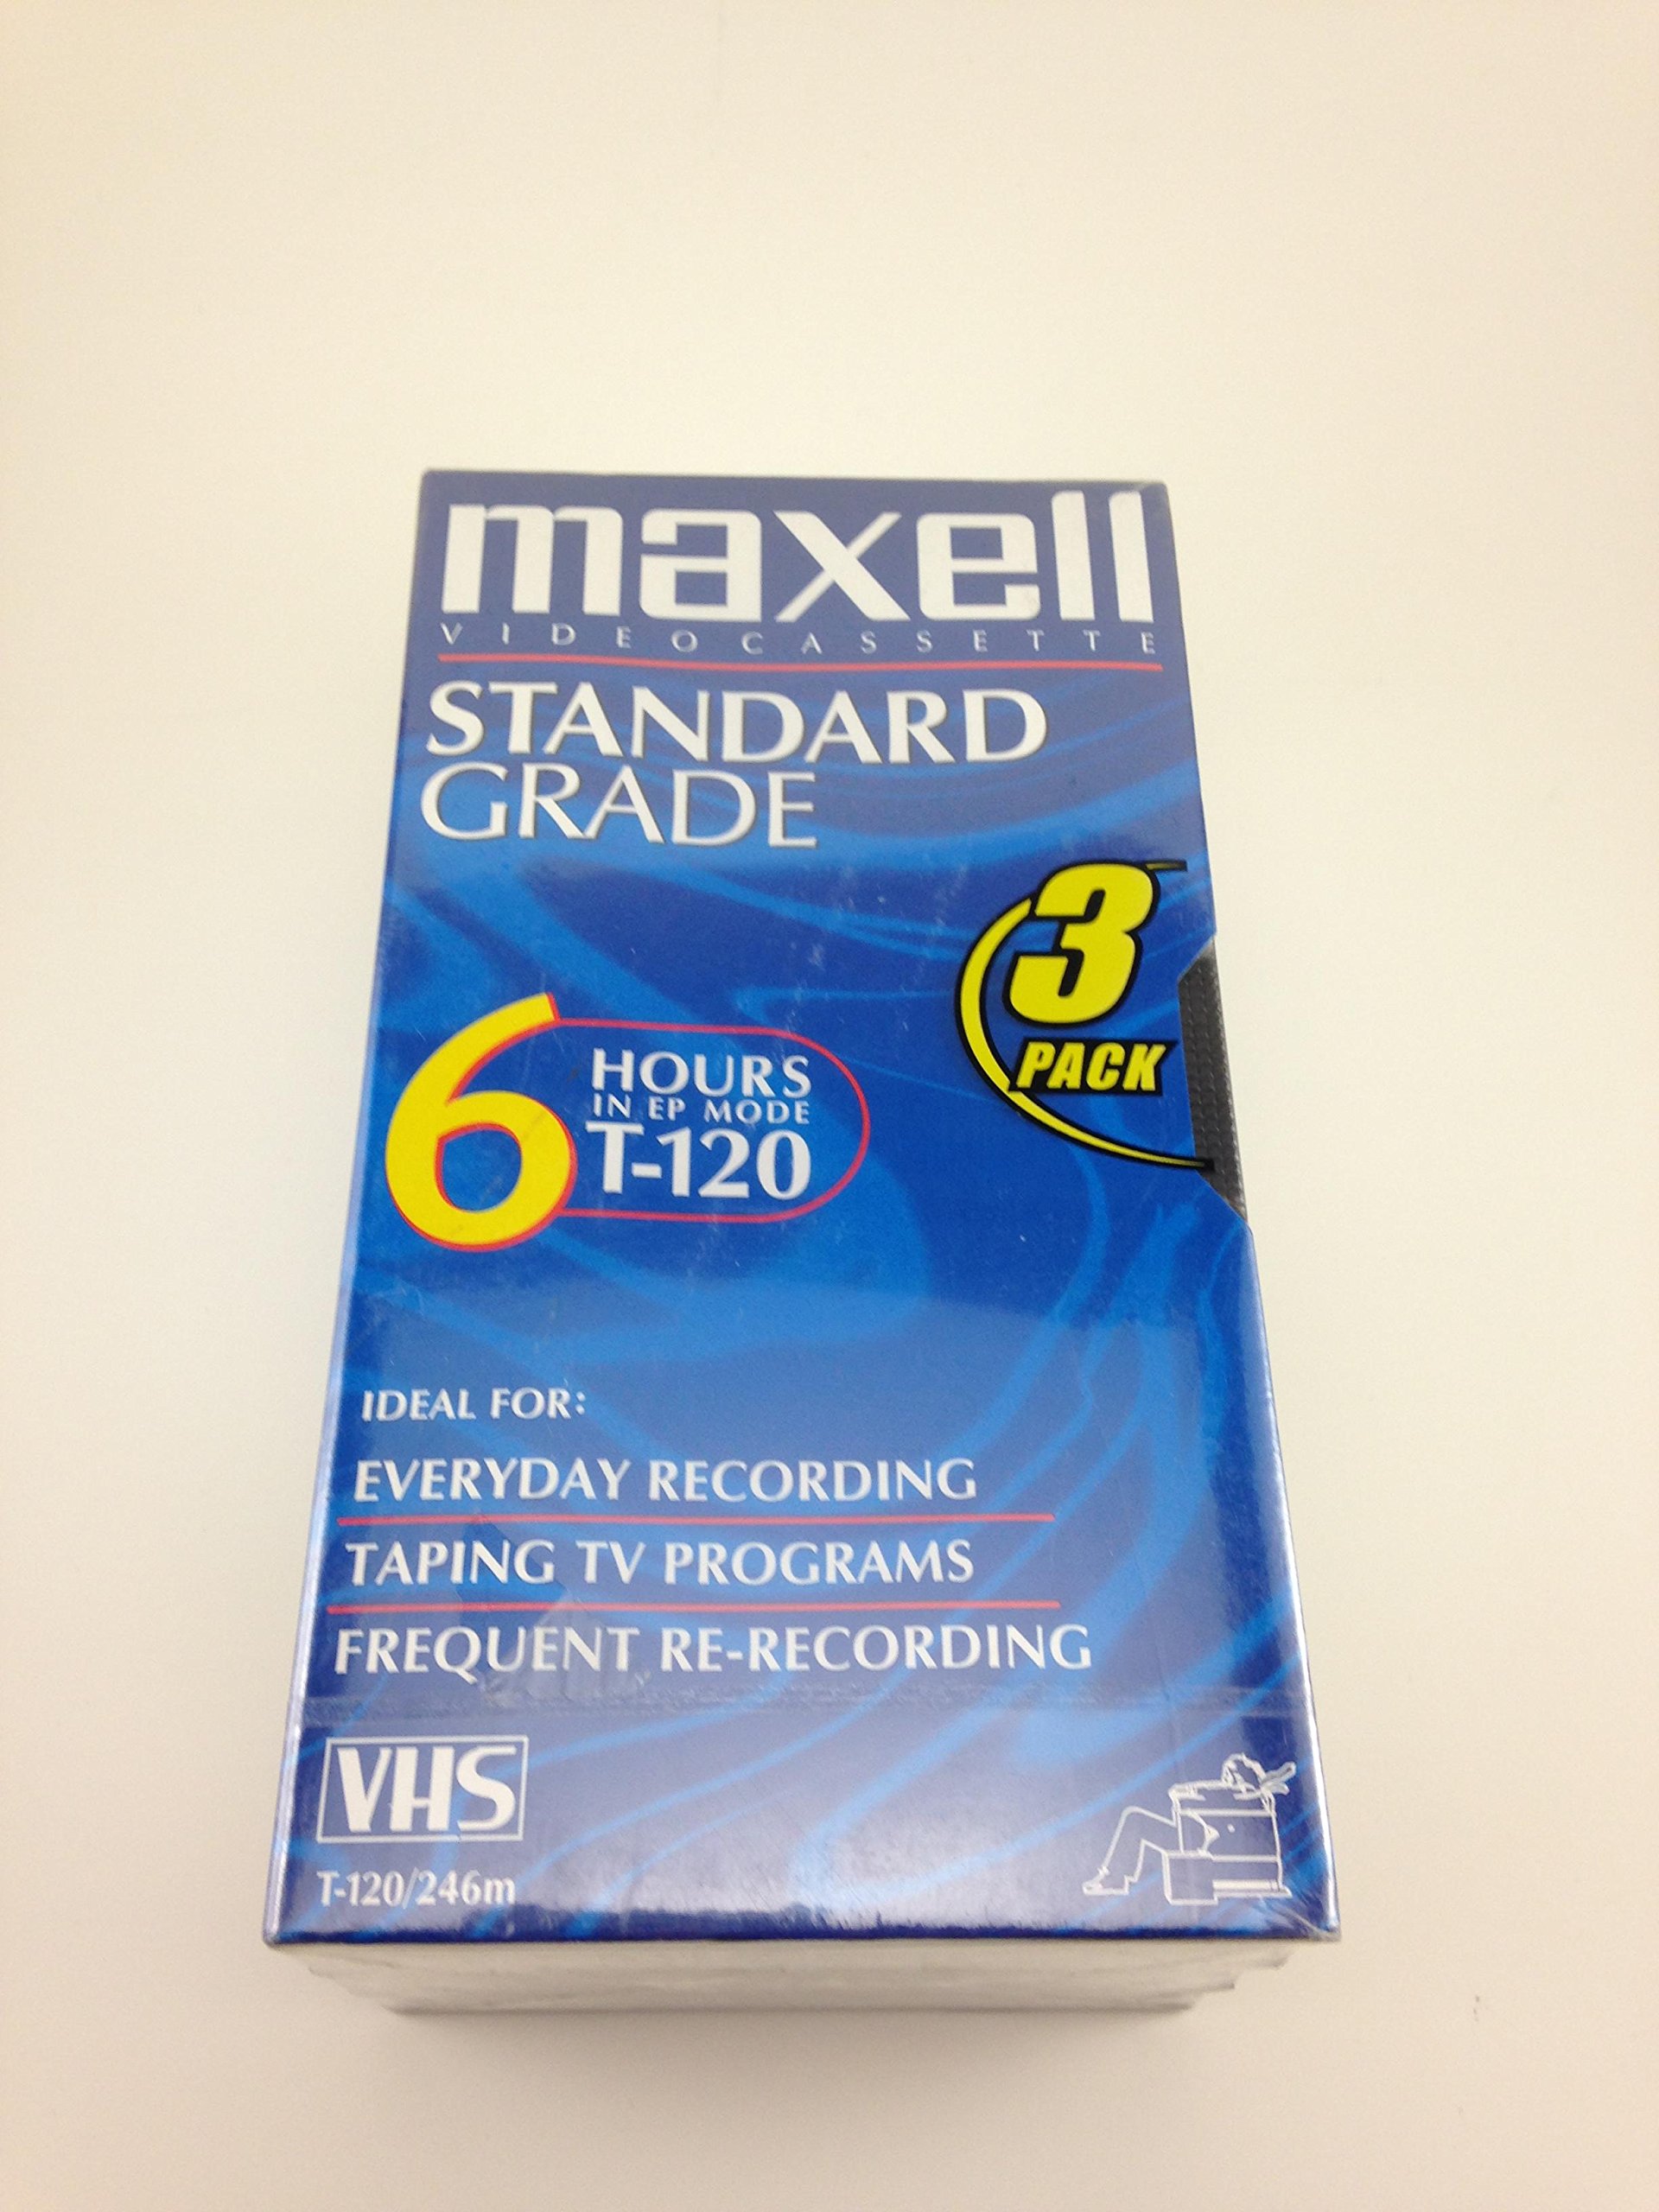 maxell
VIDEOCASSETTE
STANDARD
GRADE
3
PACK
6
HOURS
IN EP MODE
T-120
IDEAL FOR:
EVERYDAY RECORDING
TAPING TV PROGRAMS
FREQUENT RE-RECORDING
VHS
T-120/246m